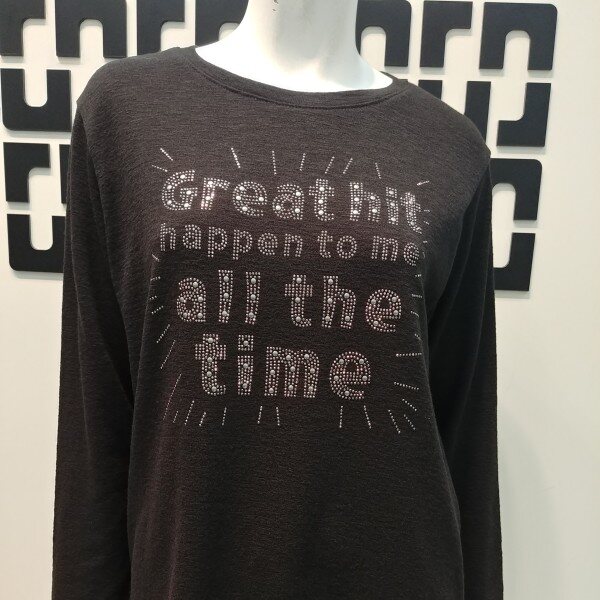 Great hit
happen to me
all the
time